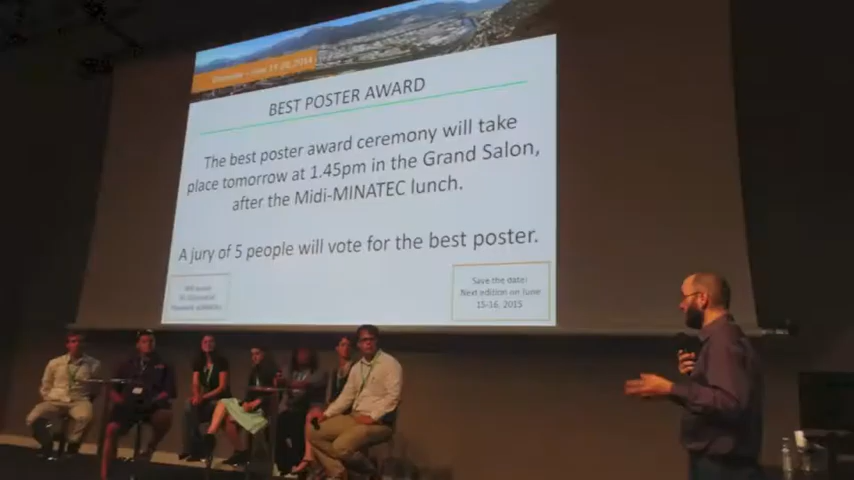 BEST POSTER AWARD
The best poster award ceremony will take
place tomorrow at 1.45pm in the Grand Salon,
after the Midi-MINATEC lunch.
A jury of 5 people will vote for the best poster.
Save the date:
Next edition on June
15-16, 2015